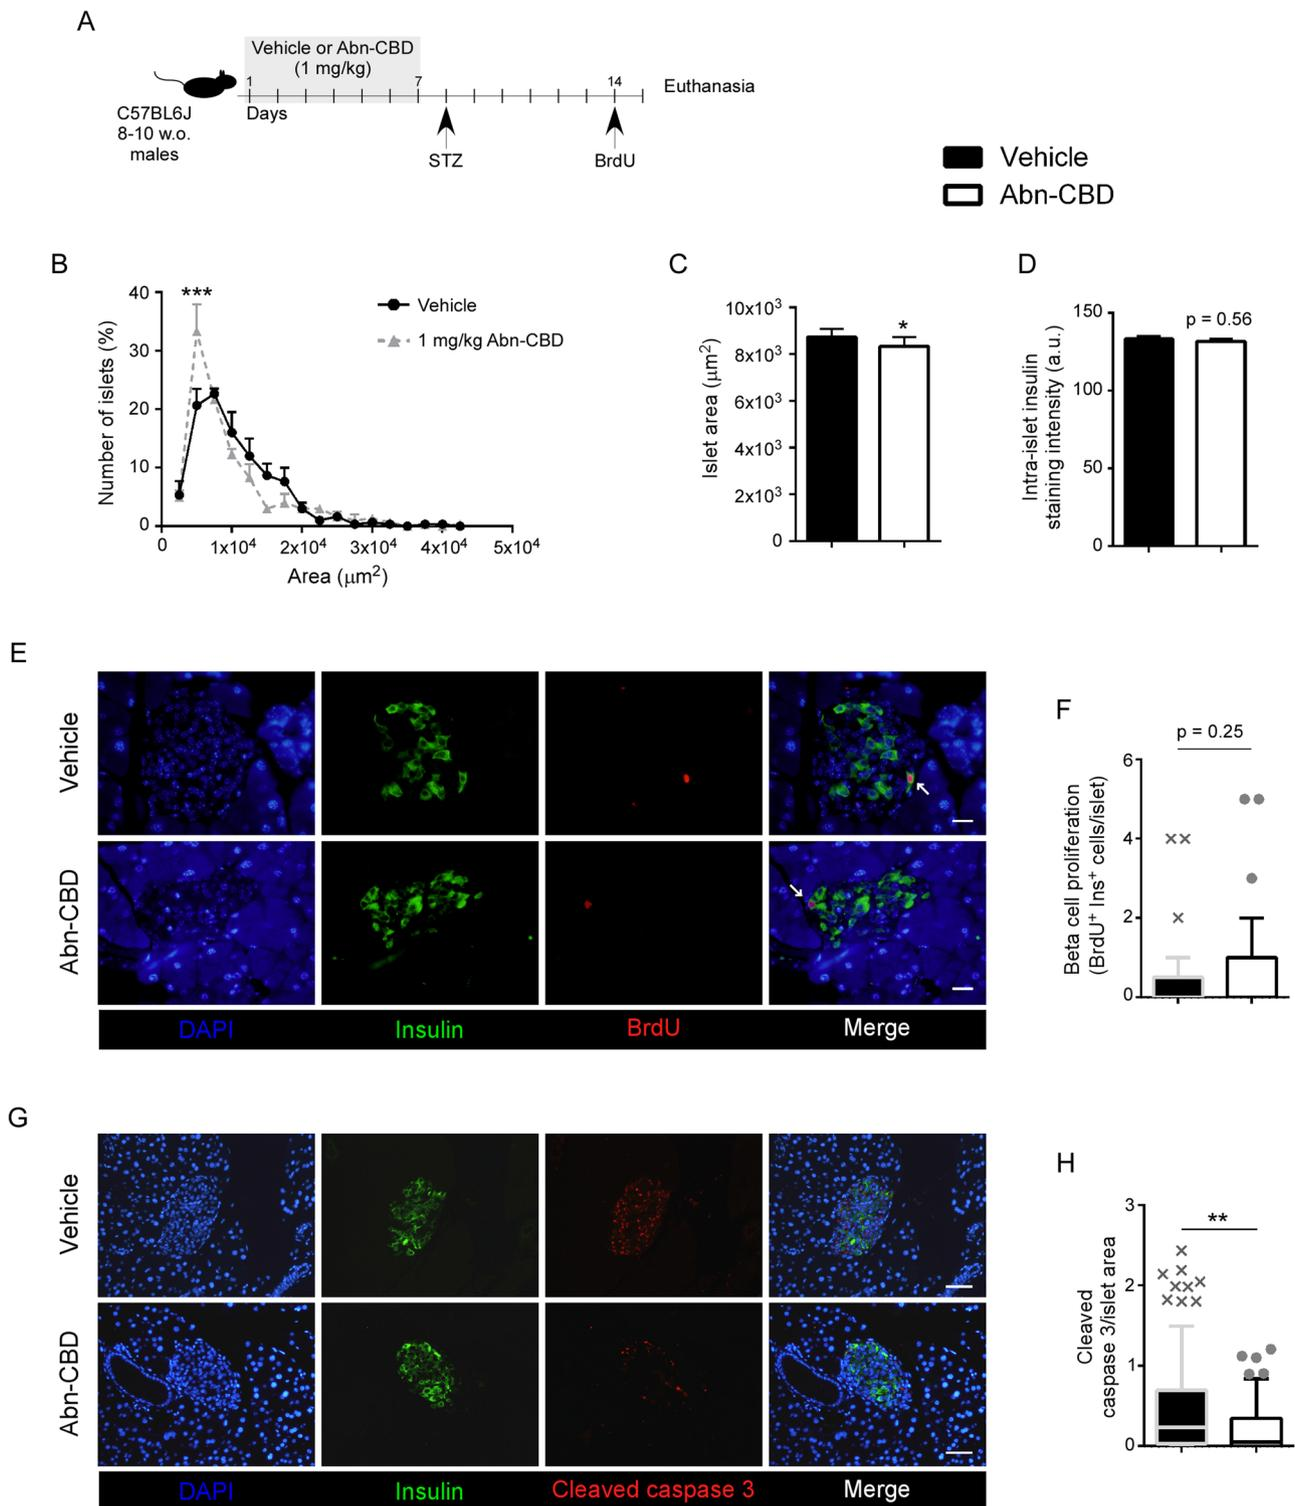 A
Vehicle or Abn-CBD
(1 mg/kg)
1
7
14
Euthanasia
C57BL6J
8-10 w.o.
males
Days
STZ
BrdU
Vehicle
Abn-CBD
B
***
Vehicle
1 mg/kg Abn-CBD
Number of islets (%)
40
30
20
10
0
0
1x10⁴
2x10⁴
3x10⁴
4x10⁴
5x10⁴
Area (μm²)
C
Islet area (μm²)
10x10³
8x10³
6x10³
4x10³
2x10³
0
*
D
Intra-islet insulin
staining intensity (a.u.)
150
100
50
0
p = 0.56
E
Vehicle
Abn-CBD
DAPI
Insulin
BrdU
Merge
F
p = 0.25
Beta cell proliferation
(BrdU⁺ Ins⁺ cells/islet)
6
4
2
0
G
Vehicle
Abn-CBD
DAPI
Insulin
Cleaved caspase 3
Merge
H
**
Cleaved
caspase 3/islet area
3
2
1
0